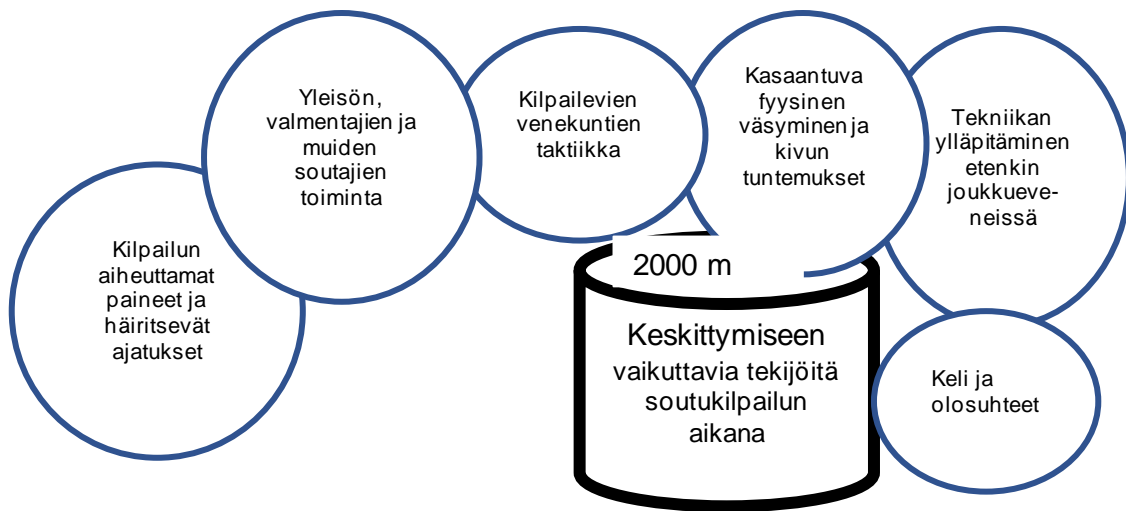 Kilpailun
aiheuttamat
paineet ja
häiritsevät
ajatukset
Yleisön,
valmentajien ja
muiden
soutajien
toiminta
Kilpailevien
venekuntien
taktiikka
Kasaantuva
fyysinen
väsyminen ja
kivun
tuntemukset
Tekniikan
ylläpitäminen
etenkin
joukkueve-
neissä
Keli ja
olosuhteet
2000 m
Keskittymiseen
vaikuttavia tekijöitä
soutukilpailun
aikana